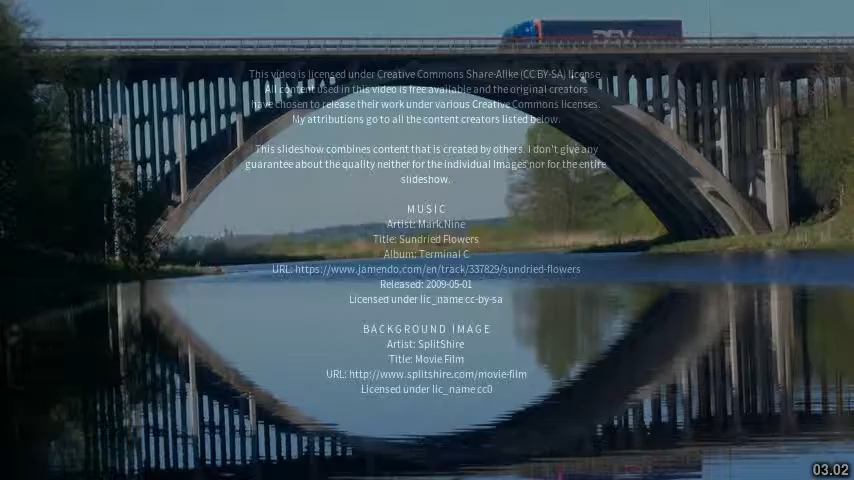 DEV
This video is licensed under Creative Commons Share-Alike (CC BY-SA) license.
All content used in this video is free available and the original creators
have chosen to release their work under various Creative Commons licenses.
My attributions go to all the content creators listed below.
This slideshow combines content that is created by others. I don't give any
guarantee about the quality neither for the individual Images nor for the entire
slideshow.
MUSIC
Artist: Mark.Nine
Title: Sundried Flowers
Album: Terminal C
URL: https://www.jamendo.com/en/track/337829/sundried-flowers
Released: 2009-05-01
Licensed under lic_name cc-by-sa
BACKGROUND IMAGE
Artist: SplitShire
Title: Movie Film
URL: http://www.splitshire.com/movie-film
Licensed under lic_name cc0
03.02